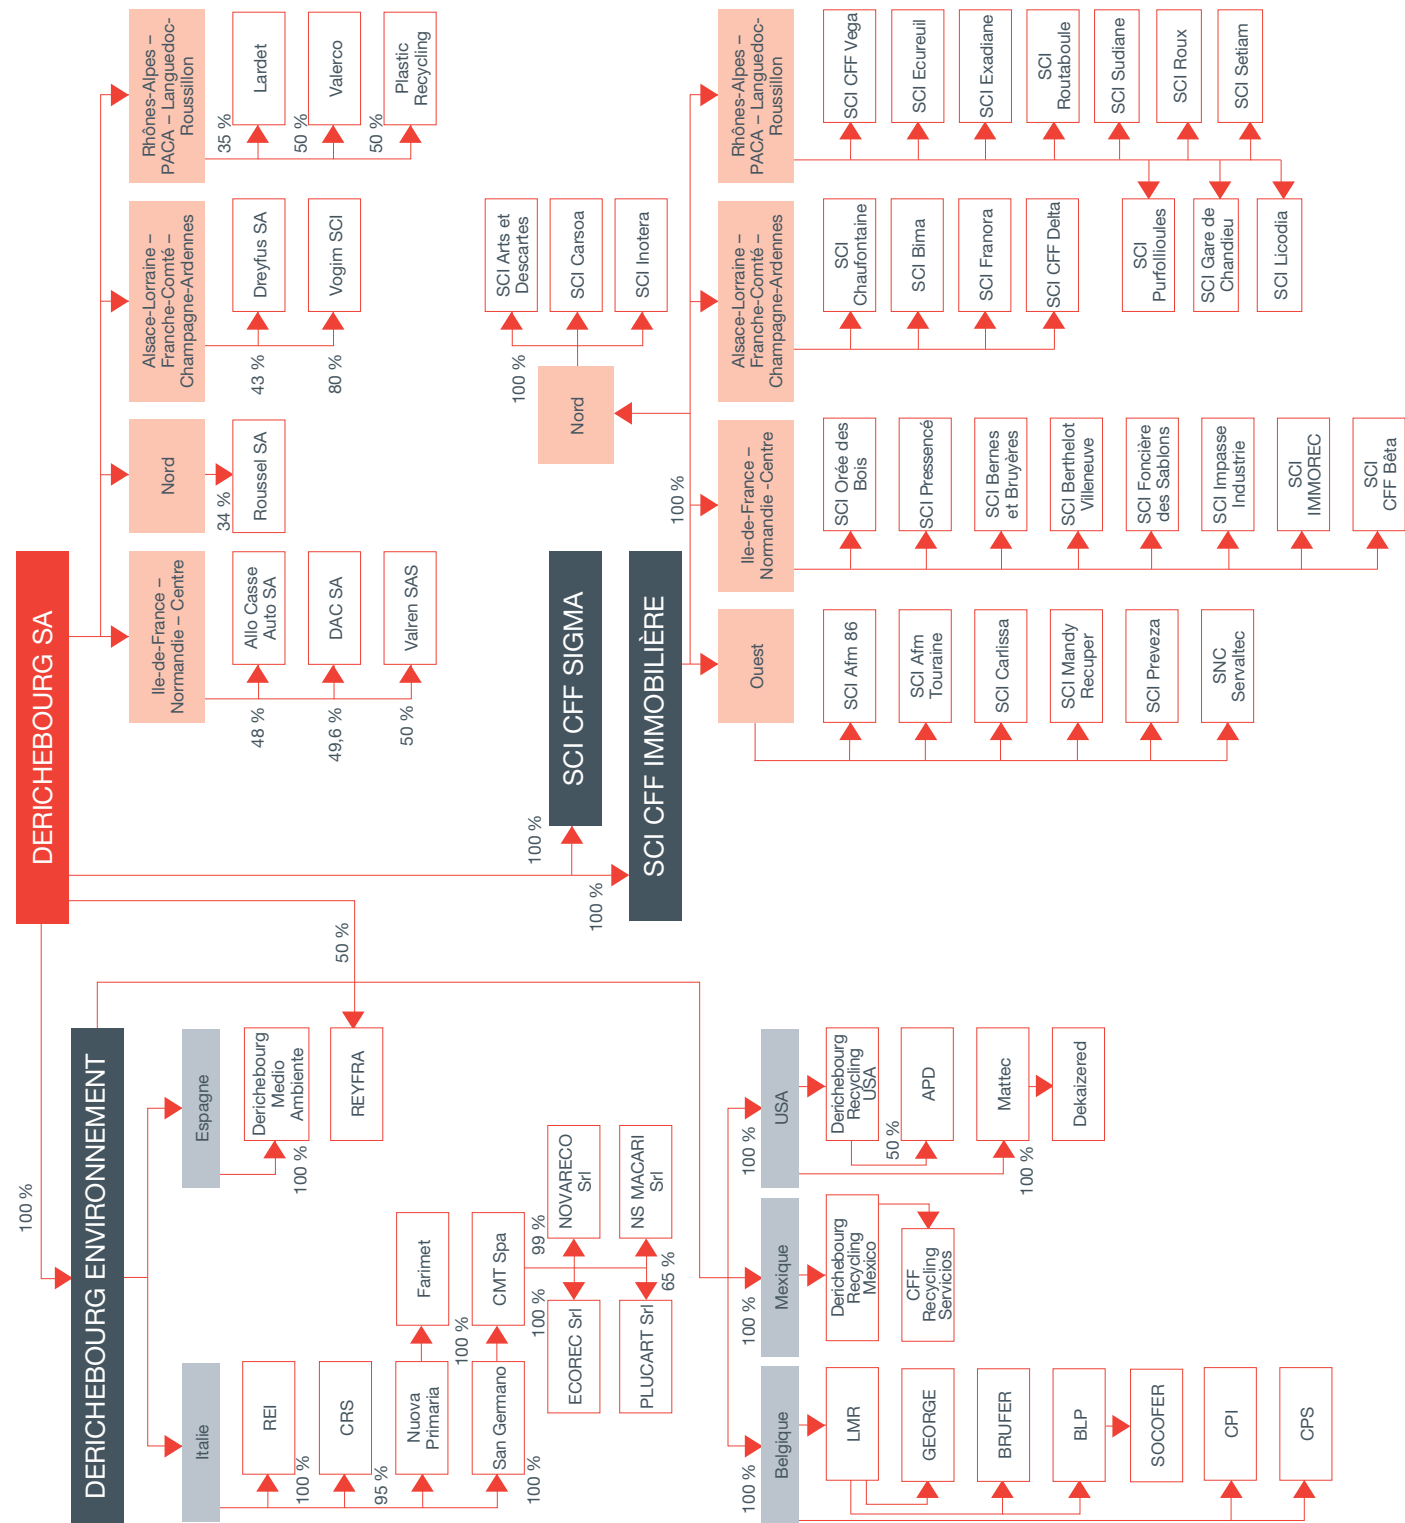 DERICHEBOURG SA
100 %
DERICHEBOURG ENVIRONNEMENT
Italie
REI
100 %
CRS
95 %
Nuova
Primaria
Farimet
San Germano
100 %
CMT Spa
100 %
ECOREC Srl
100 %
NOVARECO
Srl
99 %
PLUCART Srl
NS MACARI
Srl
65 %
Espagne
Derichebourg
Medio
Ambiente
100 %
REYFRA
50 %
Belgique
100 %
LMR
GEORGE
BRUFER
BLP
SOCOFER
CPI
CPS
Mexique
100 %
Derichebourg
Recycling
Mexico
CFF
Recycling
Servicios
USA
100 %
Derichebourg
Recycling
USA
50 %
APD
Mattec
100 %
Dekaizered
Ile-de-France –
Normandie – Centre
Allo Casse
Auto SA
48 %
DAC SA
49,6 %
Valren SAS
50 %
Nord
34 %
Roussel SA
Alsace-Lorraine –
Franche-Comté –
Champagne-Ardennes
Dreyfus SA
43 %
Vogim SCI
80 %
Rhônes-Alpes –
PACA – Languedoc-
Roussillon
35 %
Lardet
50 %
Valerco
50 %
Plastic
Recycling
100 %
SCI CFF SIGMA
100 %
SCI CFF IMMOBILIÈRE
100 %
Nord
100 %
SCI Arts et
Descartes
SCI Carsoa
SCI Inotera
Ouest
SCI Afm 86
SCI Afm
Touraine
SCI Carlissa
SCI Mandy
Recuper
SCI Preveza
SNC
Servaltec
Ile-de-France –
Normandie -Centre
SCI Orée des
Bois
SCI Pressencé
SCI Bernes
et Bruyères
SCI Berthelot
Villeneuve
SCI Foncière
des Sablons
SCI Impasse
Industrie
SCI
IMMOREC
SCI
CFF Bêta
Alsace-Lorraine –
Franche-Comté –
Champagne-Ardennes
SCI
Chaufontaine
SCI Bima
SCI Franora
SCI CFF Delta
Rhônes-Alpes –
PACA – Languedoc-
Roussillon
SCI CFF Vega
SCI Ecureuil
SCI Exadiane
SCI
Routaboule
SCI Sudiane
SCI Roux
SCI Setiam
SCI
Purfollioules
SCI Gare de
Chandieu
SCI Licodia